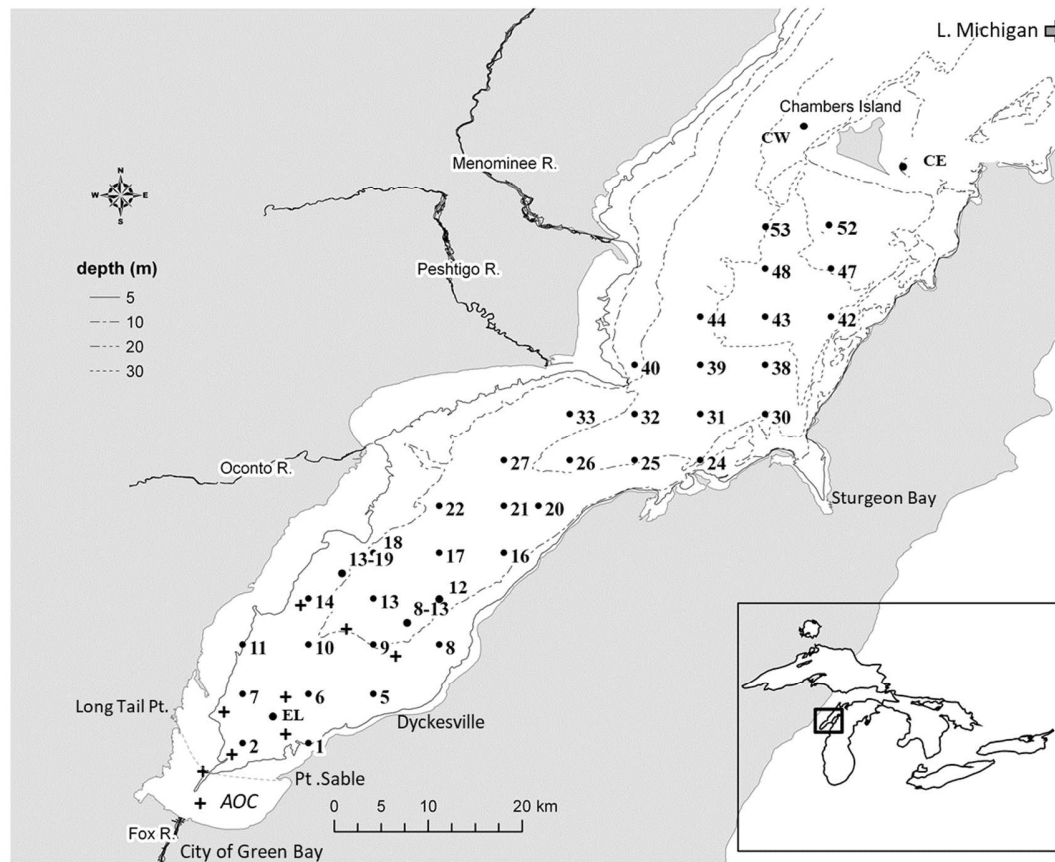 L. Michigan
Chambers Island
CW
CE
Menominee R.
N
W E
S
53
52
Peshtigo R.
depth (m)
48
47
5
10
20
30
44
43
42
40
39
38
33
32
31
30
Oconto R.
27
26
25
24
Sturgeon Bay
22
21
20
18
13-19
17
16
12
14
13
8-13
11
10
9
8
7
6
5
Long Tail Pt.
EL
Dyckesville
2
1
Pt .Sable
AOC
0 5 10 20 km
Fox R.
City of Green Bay